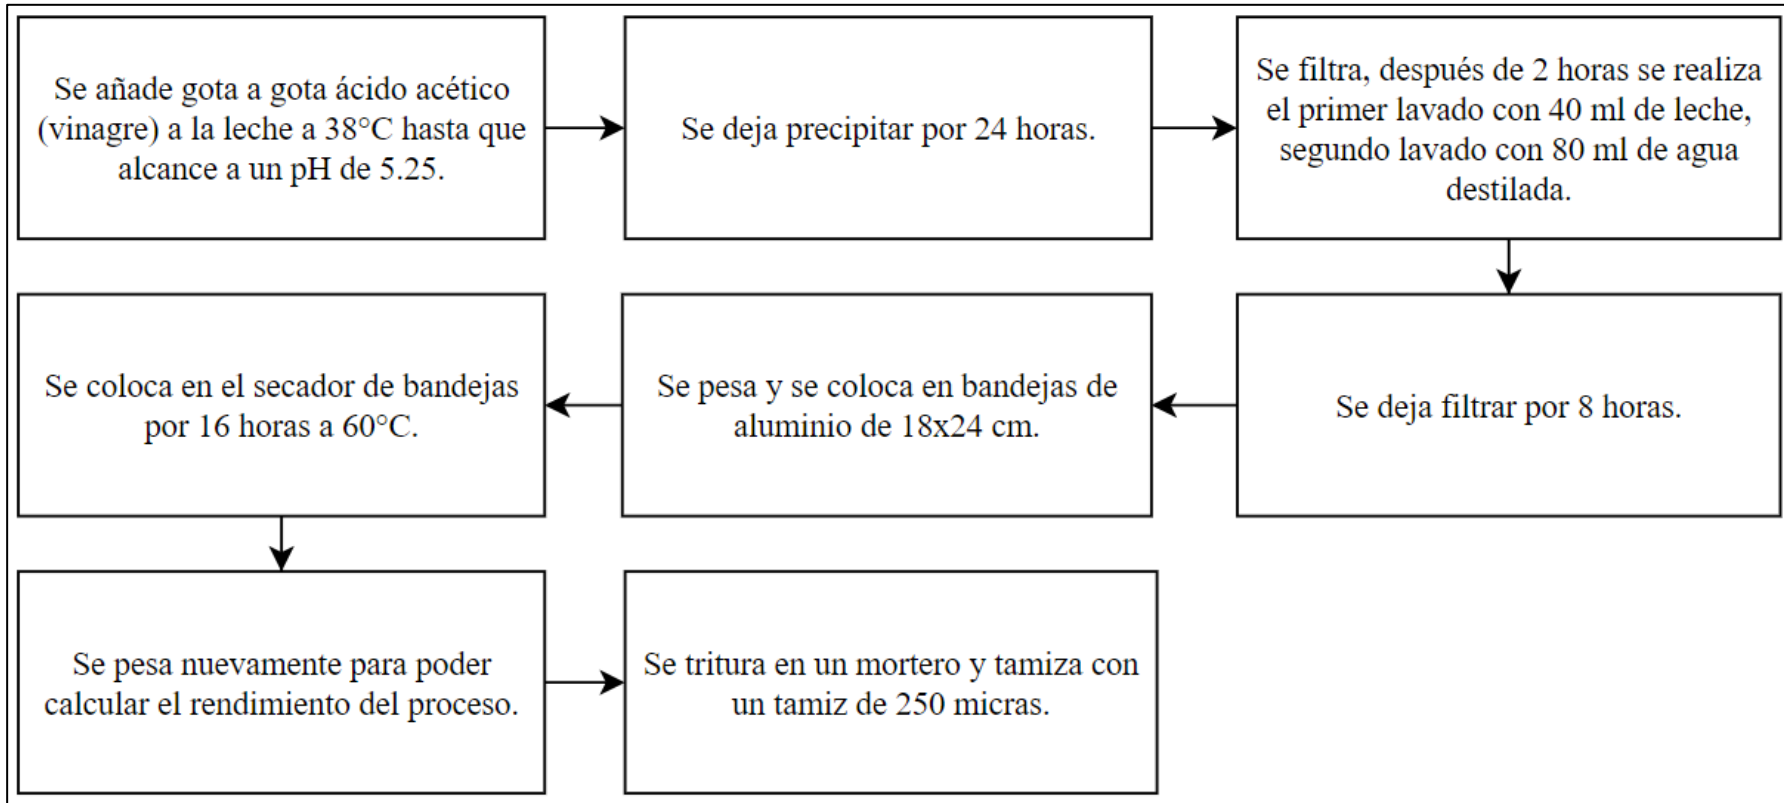 Se añade gota a gota ácido acético
(vinagre) a la leche a 38°C hasta que
alcance a un pH de 5.25.
Se deja precipitar por 24 horas.
Se filtra, después de 2 horas se realiza
el primer lavado con 40 ml de leche,
segundo lavado con 80 ml de agua
destilada.
Se deja filtrar por 8 horas.
Se pesa y se coloca en bandejas de
aluminio de 18x24 cm.
Se coloca en el secador de bandejas
por 16 horas a 60°C.
Se pesa nuevamente para poder
calcular el rendimiento del proceso.
Se tritura en un mortero y tamiza con
un tamiz de 250 micras.